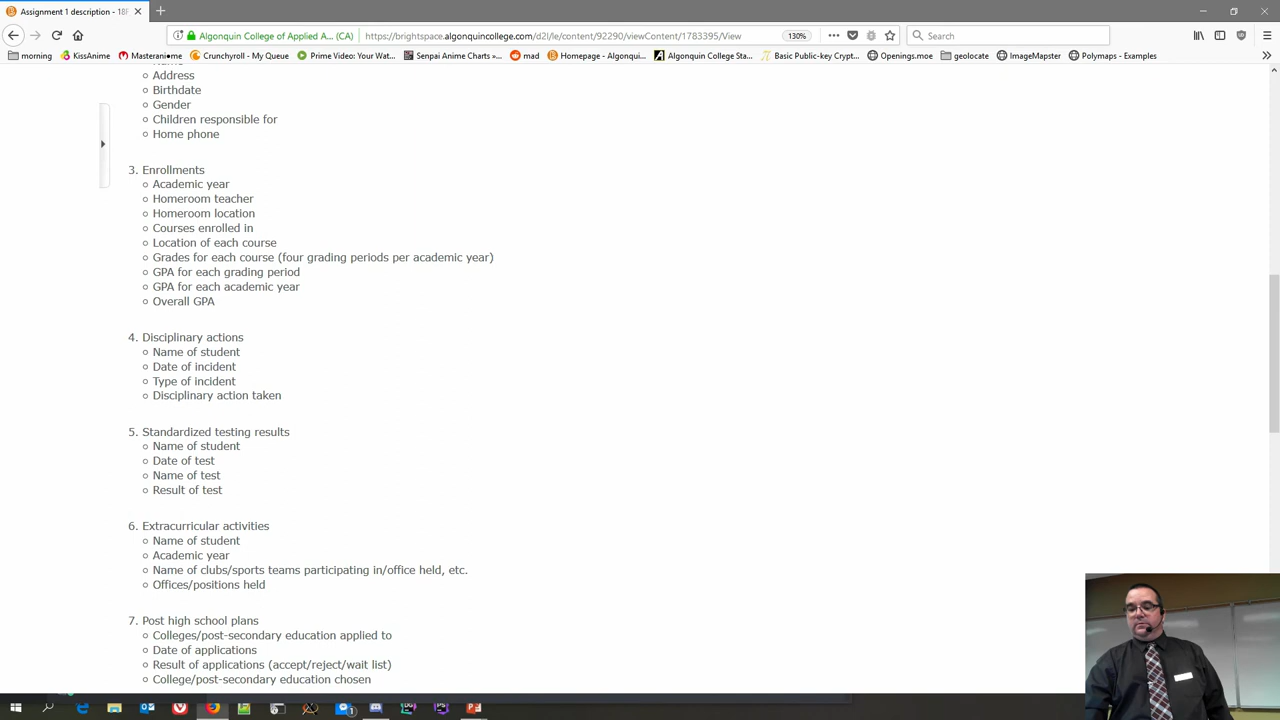 Assignment 1 description - 18F
Algonquin College of Applied A... (CA)
https://brightspace.algonquincollege.com/d2l/le/content/92290/viewContent/1783395/View
130%
Search
morning
KissAnime
Masterani♥me
Crunchyroll - My Queue
Prime Video: Your Wat...
Senpai Anime Charts »...
mad
Homepage - Algonqui...
Algonquin College Sta...
Basic Public-key Crypt...
Openings.moe
geolocate
ImageMapster
Polymaps - Examples
Address
Birthdate
Gender
Children responsible for
Home phone
3. Enrollments
Academic year
Homeroom teacher
Homeroom location
Courses enrolled in
Location of each course
Grades for each course (four grading periods per academic year)
GPA for each grading period
GPA for each academic year
Overall GPA
4. Disciplinary actions
Name of student
Date of incident
Type of incident
Disciplinary action taken
5. Standardized testing results
Name of student
Date of test
Name of test
Result of test
6. Extracurricular activities
Name of student
Academic year
Name of clubs/sports teams participating in/office held, etc.
Offices/positions held
7. Post high school plans
Colleges/post-secondary education applied to
Date of applications
Result of applications (accept/reject/wait list)
College/post-secondary education chosen